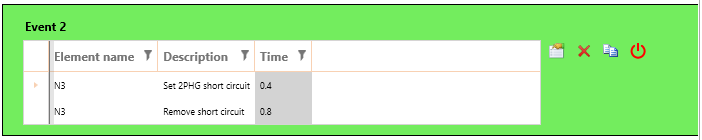 Event 2
Element name Description Time
N3 Set 2PHG short circuit 0.4
N3 Remove short circuit 0.8